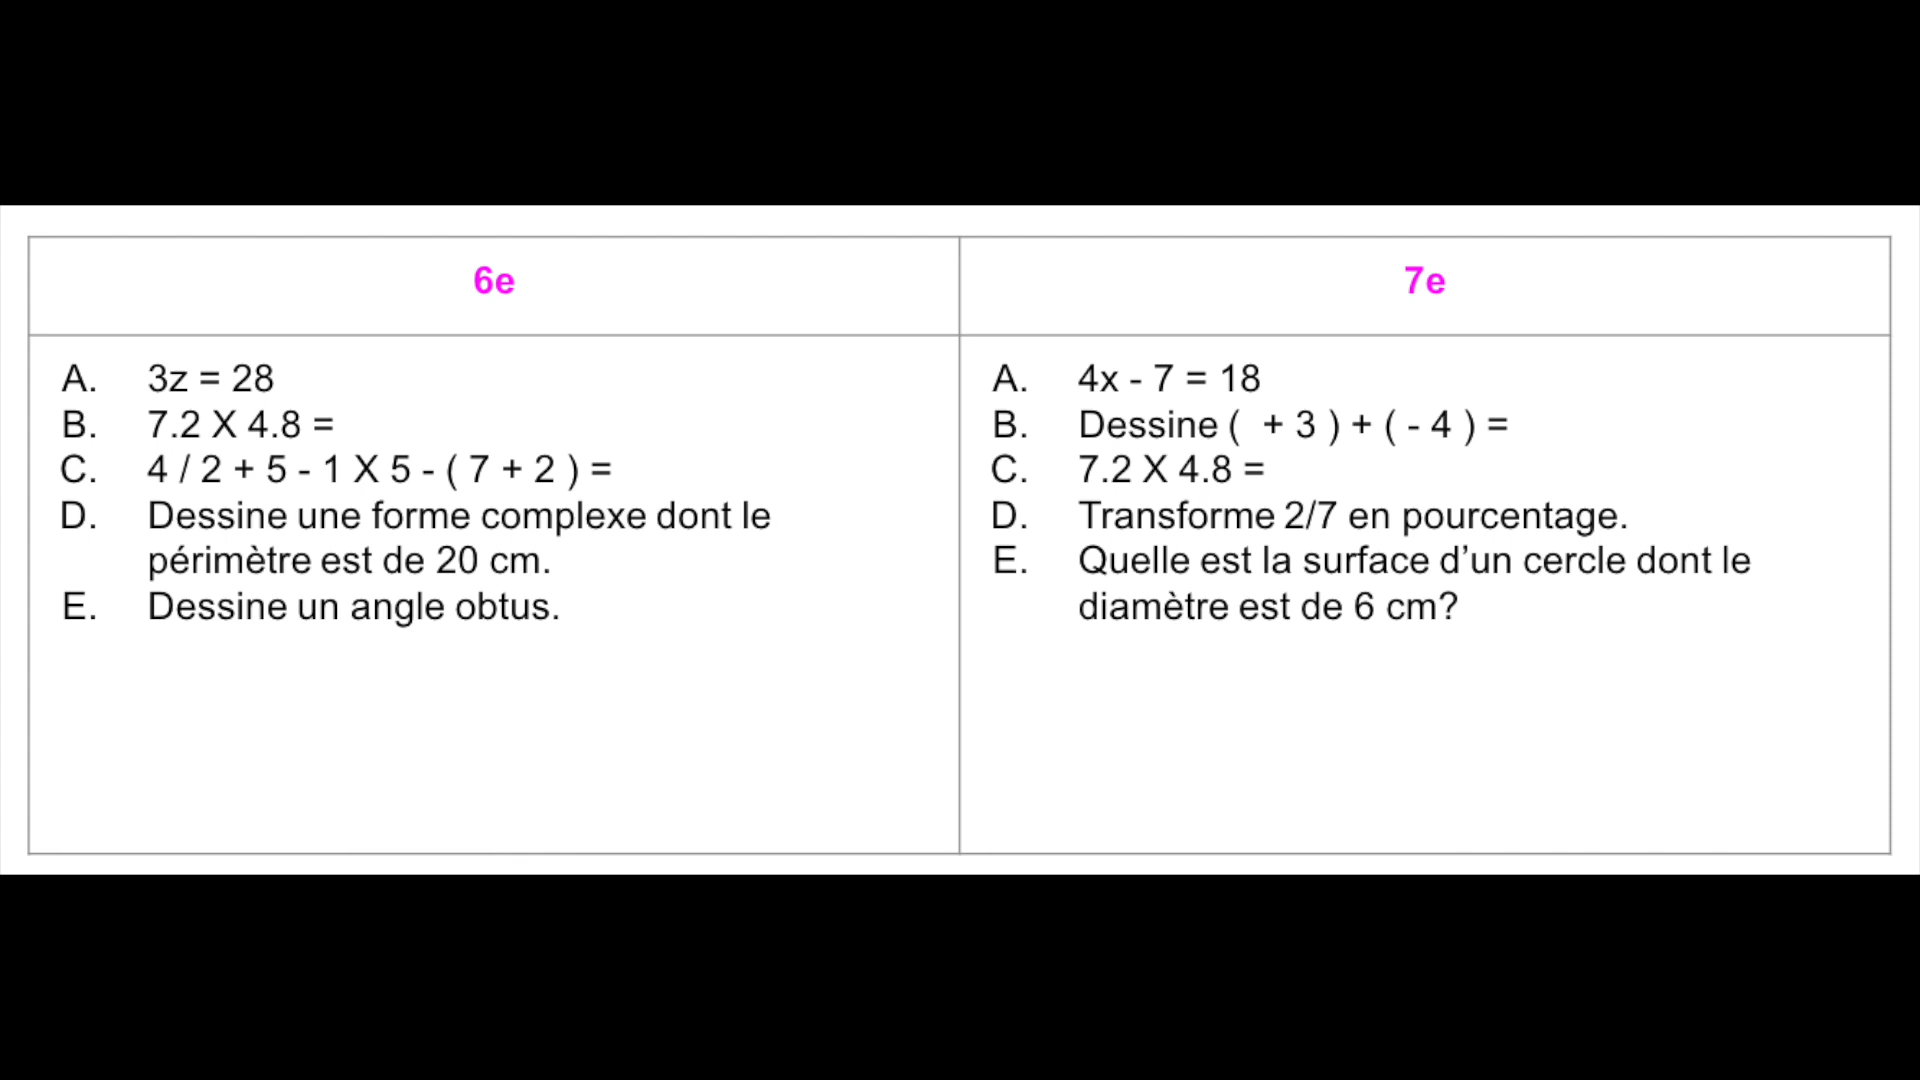 6e
A. 3z = 28
B. 7.2 X 4.8 =
C. 4 / 2 + 5 - 1 X 5 - ( 7 + 2 ) =
D. Dessine une forme complexe dont le
périmètre est de 20 cm.
E. Dessine un angle obtus.
7e
A. 4x - 7 = 18
B. Dessine ( + 3 ) + ( - 4 ) =
C. 7.2 X 4.8 =
D. Transforme 2/7 en pourcentage.
E. Quelle est la surface d’un cercle dont le
diamètre est de 6 cm?